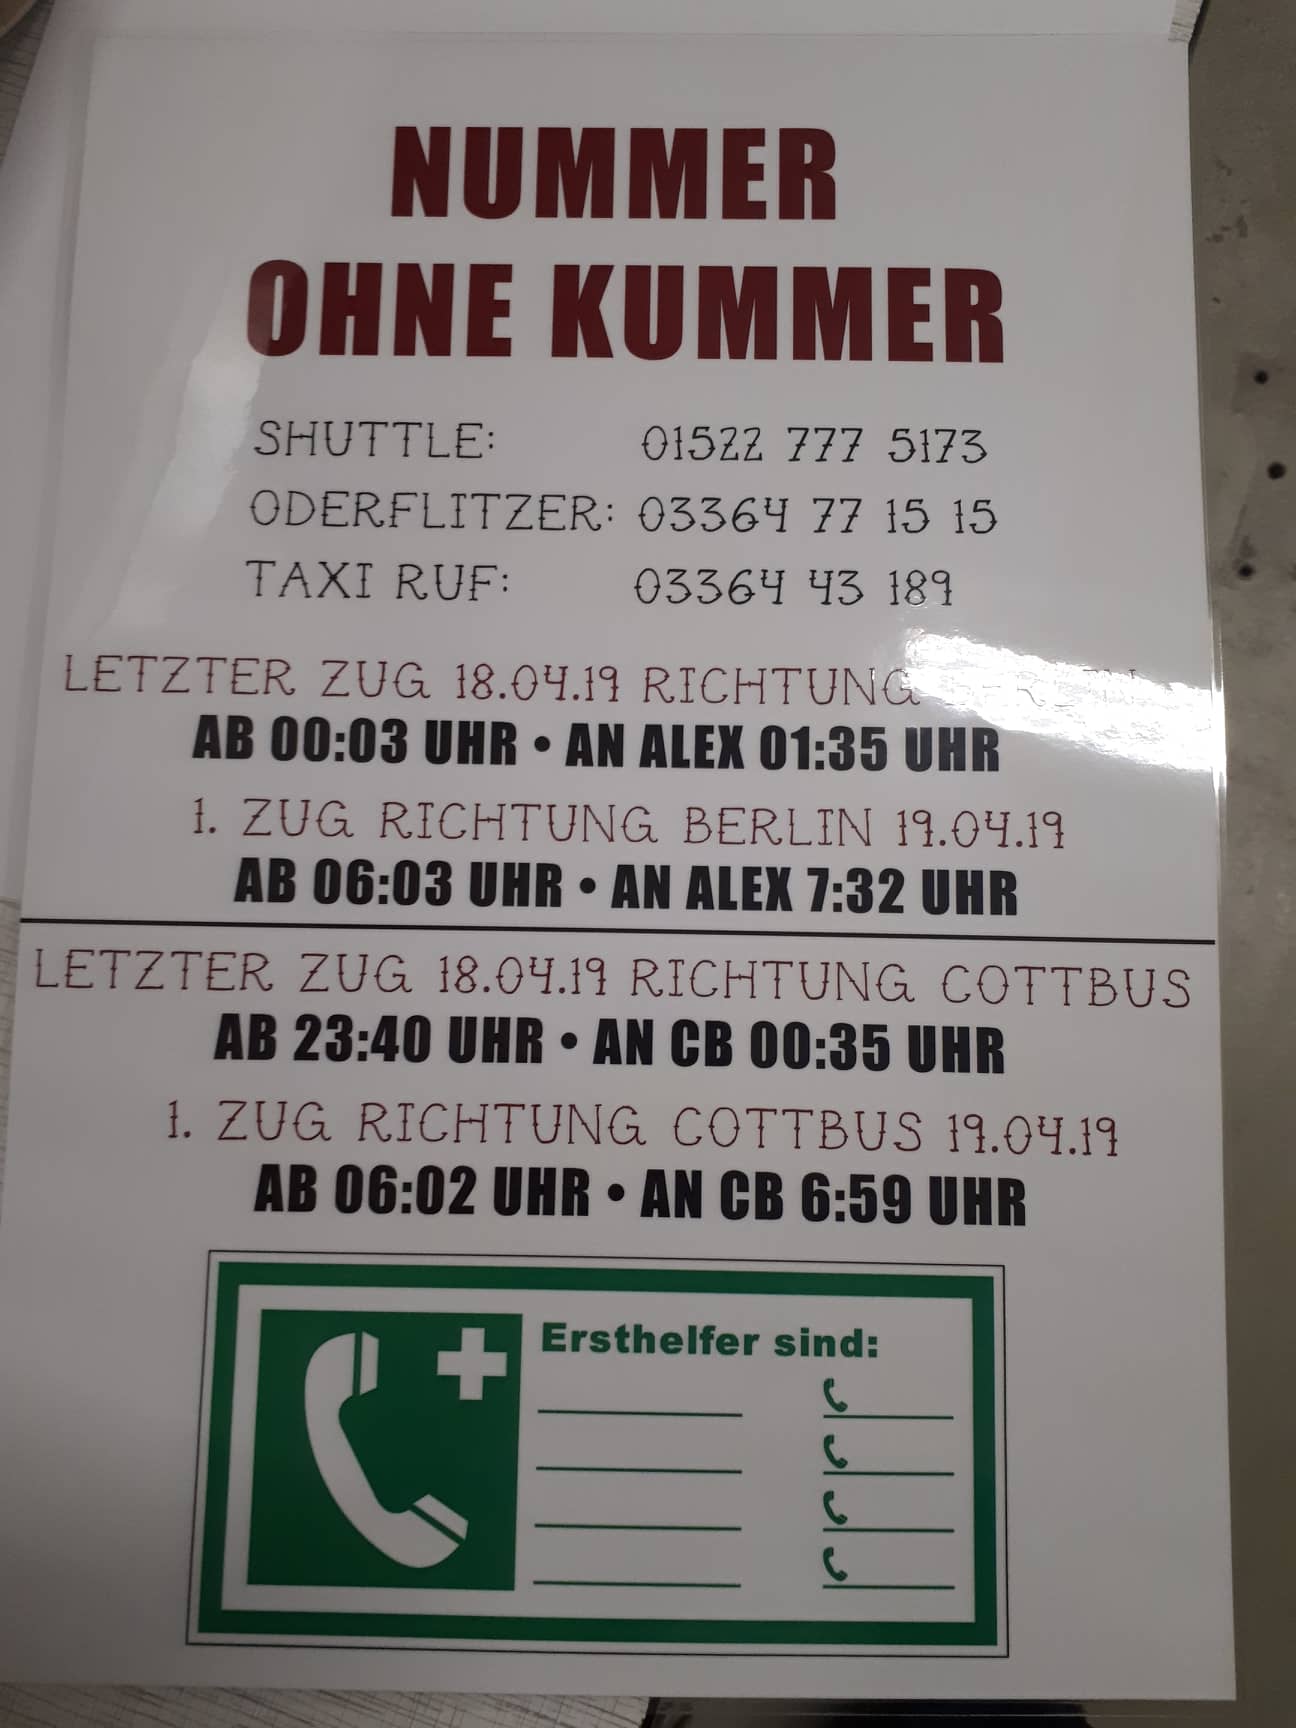 NUMMER
OHNE KUMMER
SHUTTLE: 01522 777 5173
ODERFLITZER: 03364 77 15 15
TAXI RUF: 03364 43 189
LETZTER ZUG 18.04.19 RICHTUNG BERLIN
AB 00:03 UHR • AN ALEX 01:35 UHR
1. ZUG RICHTUNG BERLIN 19.04.19
AB 06:03 UHR • AN ALEX 7:32 UHR
LETZTER ZUG 18.04.19 RICHTUNG COTTBUS
AB 23:40 UHR • AN CB 00:35 UHR
1. ZUG RICHTUNG COTTBUS 19.04.19
AB 06:02 UHR • AN CB 6:59 UHR
Ersthelfer sind: